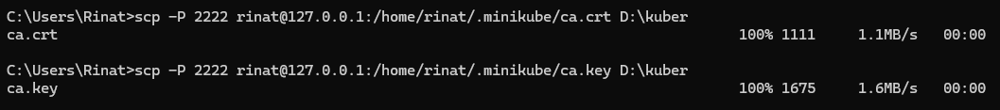 C:\Users\Rinat>scp -P 2222 rinat@127.0.0.1:/home/rinat/.minikube/ca.crt D:\kuber
ca.crt 100% 1111 1.1MB/s 00:00
C:\Users\Rinat>scp -P 2222 rinat@127.0.0.1:/home/rinat/.minikube/ca.key D:\kuber
ca.key 100% 1675 1.6MB/s 00:00